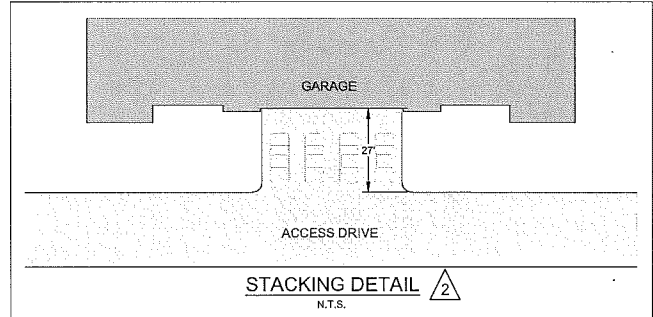 GARAGE
27'
ACCESS DRIVE
STACKING DETAIL 2
N.T.S.